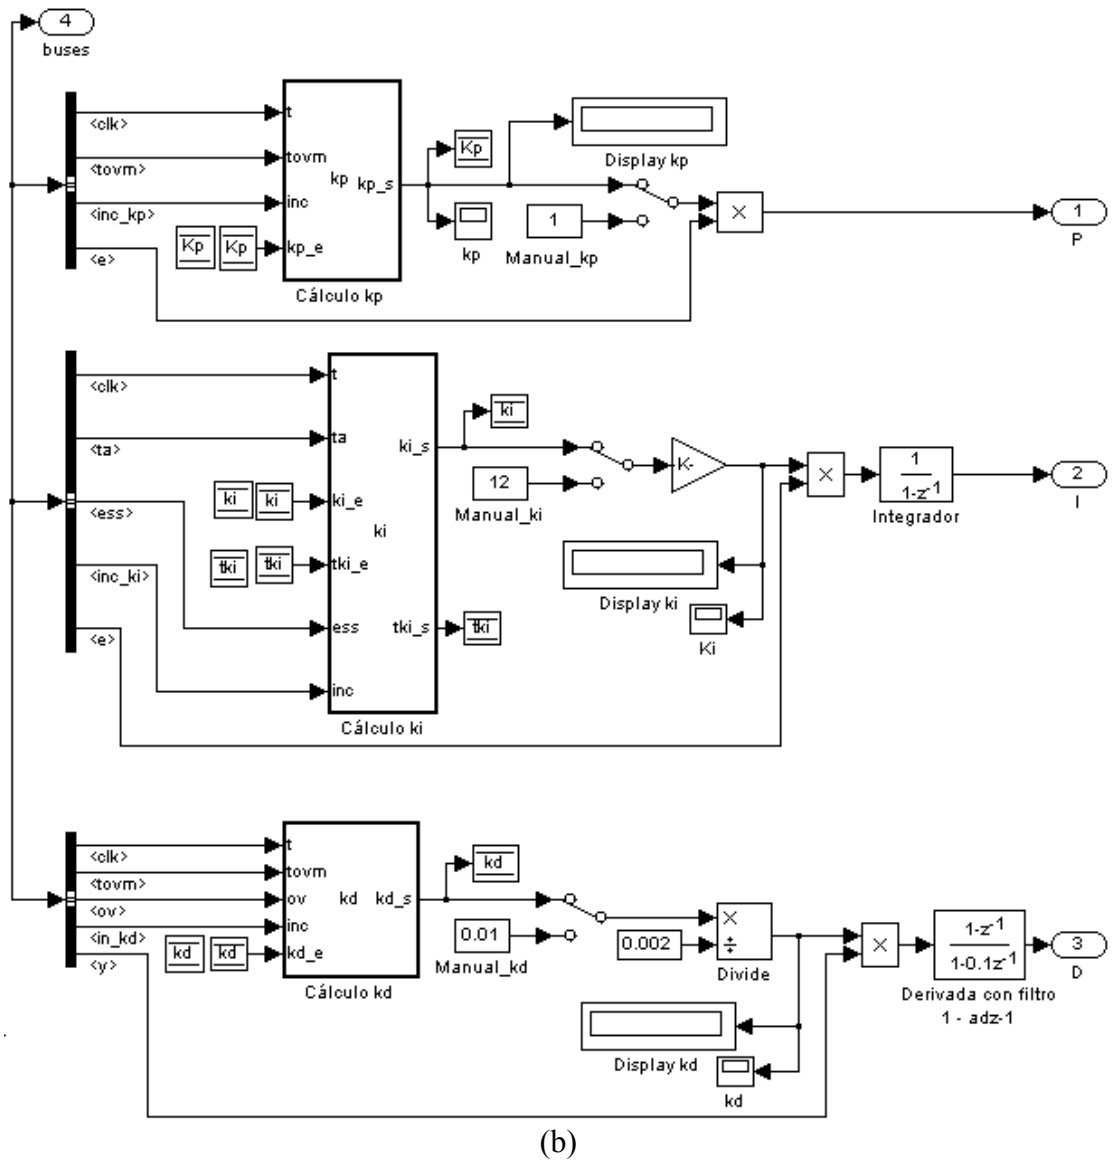 4
buses
<clk>
<tovm>
<inc_kp>
<e>
t
tovm
inc
kp_e
kp
kp_s
Kp
Kp
Cálculo kp
Kp
kp
Display kp
1
Manual_kp
×
1
P
<clk>
<ta>
<ess>
<inc_ki>
<e>
t
ta
ki_e
tki_e
ess
inc
ki
ki_s
tki_s
ki
ki
tki
tki
Cálculo ki
ki
tki
12
Manual_ki
-K-
Display ki
Ki
×
1
1-z-1
Integrador
2
I
<clk>
<tovm>
<ov>
<in_kd>
<y>
t
tovm
ov
inc
kd_e
kd
kd_s
kd
kd
Cálculo kd
kd
0.01
Manual_kd
0.002
×
÷
Divide
Display kd
kd
×
1-z-1
1-0.1z-1
Derivada con filtro
1 - adz-1
3
D
(b)